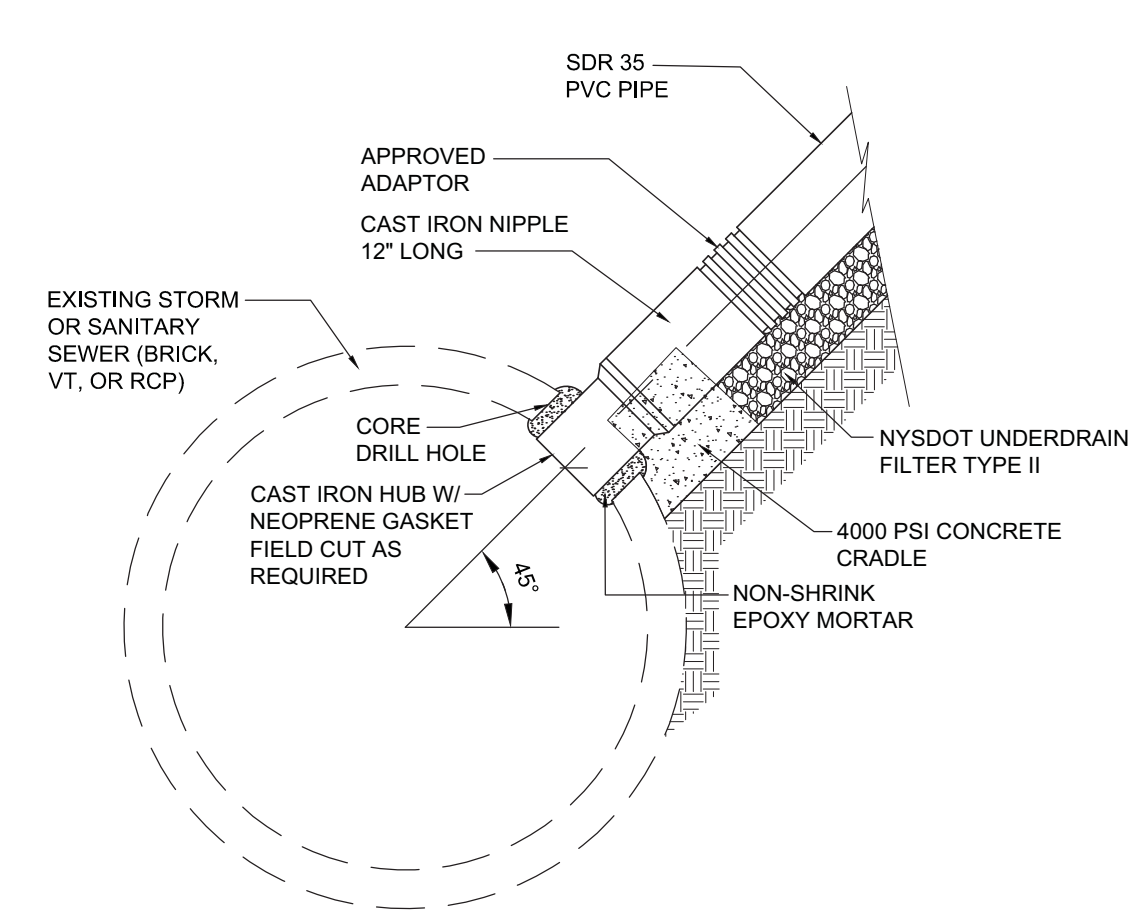 SDR 35
PVC PIPE
APPROVED
ADAPTOR
CAST IRON NIPPLE
12" LONG
EXISTING STORM
OR SANITARY
SEWER (BRICK,
VT, OR RCP)
CORE
DRILL HOLE
CAST IRON HUB W/
NEOPRENE GASKET
FIELD CUT AS
REQUIRED
45°
NYSDOT UNDERDRAIN
FILTER TYPE II
4000 PSI CONCRETE
CRADLE
NON-SHRINK
EPOXY MORTAR